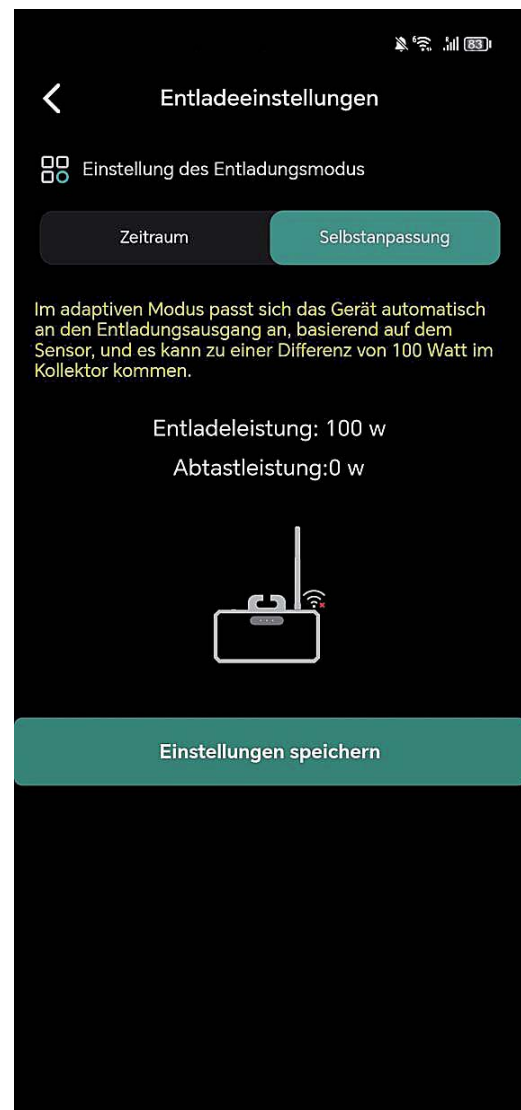 83
Entladeeinstellungen
Einstellung des Entladungsmodus
Zeitraum
Selbstanpassung
Im adaptiven Modus passt sich das Gerät automatisch
an den Entladungsausgang an, basierend auf dem
Sensor, und es kann zu einer Differenz von 100 Watt im
Kollektor kommen.
Entladeleistung: 100 w
Abtastleistung:0 w
Einstellungen speichern